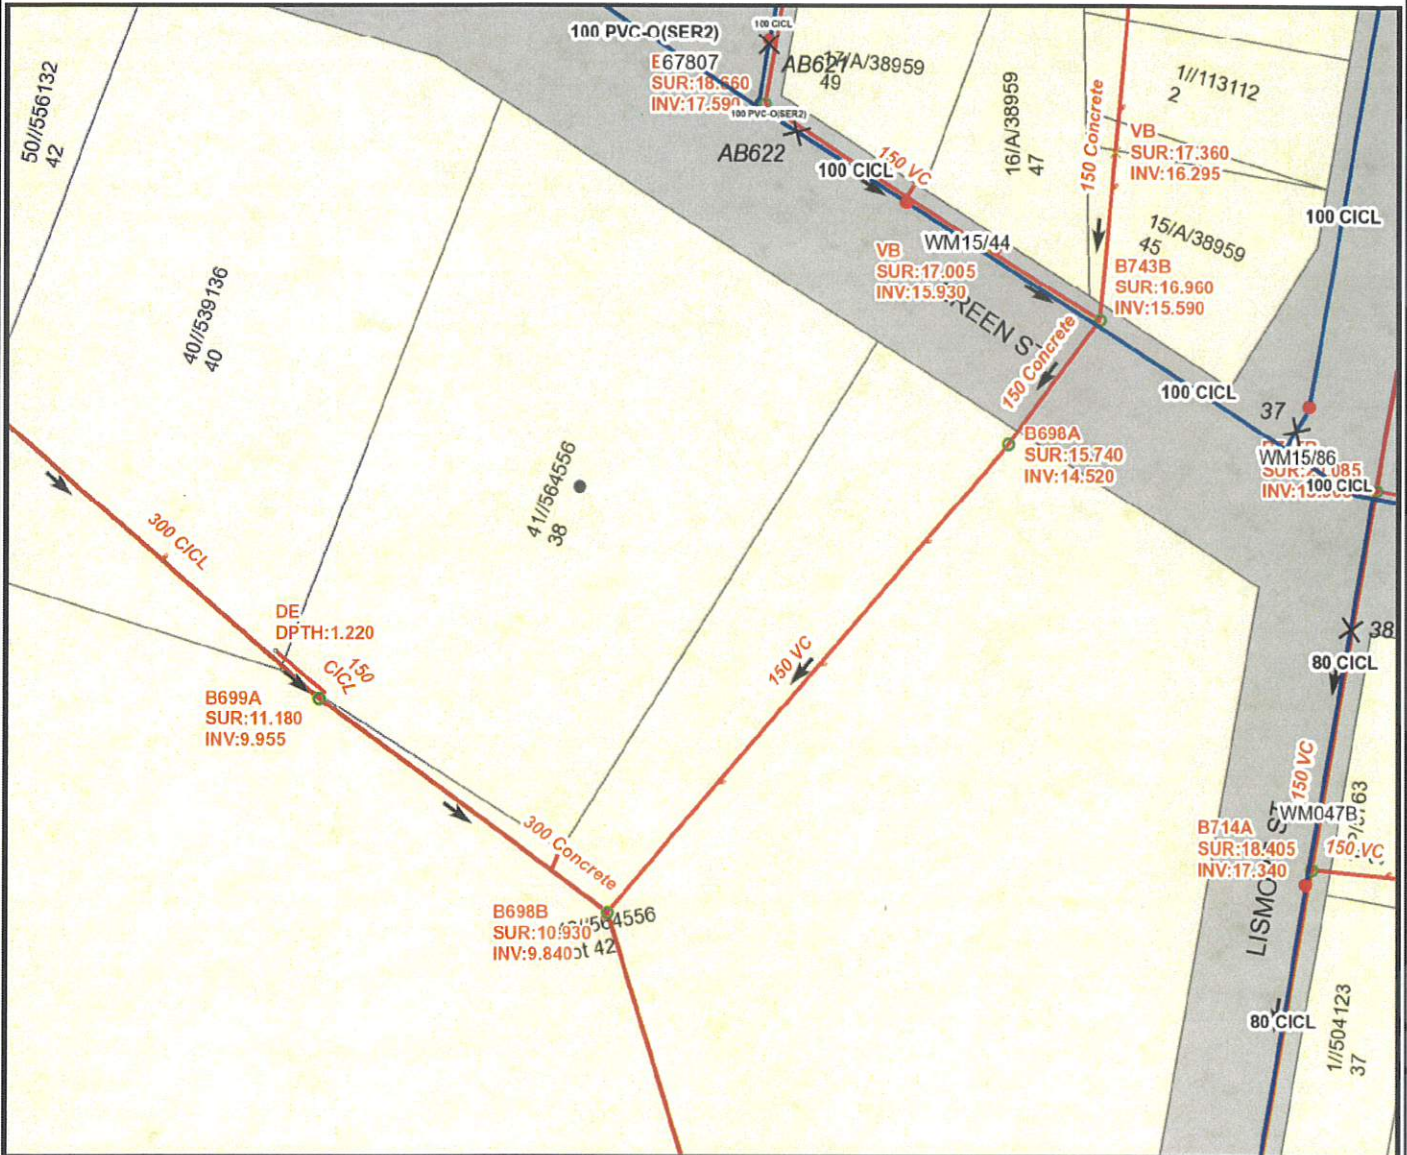 100 PVC-O(SER2)
100 CICL
E67807
SUR:18.660
INV:17.590
AB621
17/A/38959
49
100 PVC-O(SER2)
AB622
100 CICL
150 VC
16/A/38959
47
150 Concrete
1//113112
2
VB
SUR:17.360
INV:16.295
100 CICL
15/A/38959
45
WM15/44
VB
SUR:17.005
INV:15.930
B743B
SUR:16.960
INV:15.590
50//556132
42
40//539136
40
150 Concrete
100 CICL
37
WM15/86
100 CICL
B698A
SUR:15.740
INV:14.520
41//564556
38
300 CICL
DE
DPTH:1.220
150
CICL
B699A
SUR:11.180
INV:9.955
150 VC
38
80 CICL
150 VC
WM047B
B714A
SUR:18.405
INV:17.340
150 VC
300 Concrete
B698B
SUR:10.930
INV:9.840
80 CICL
1//504123
37